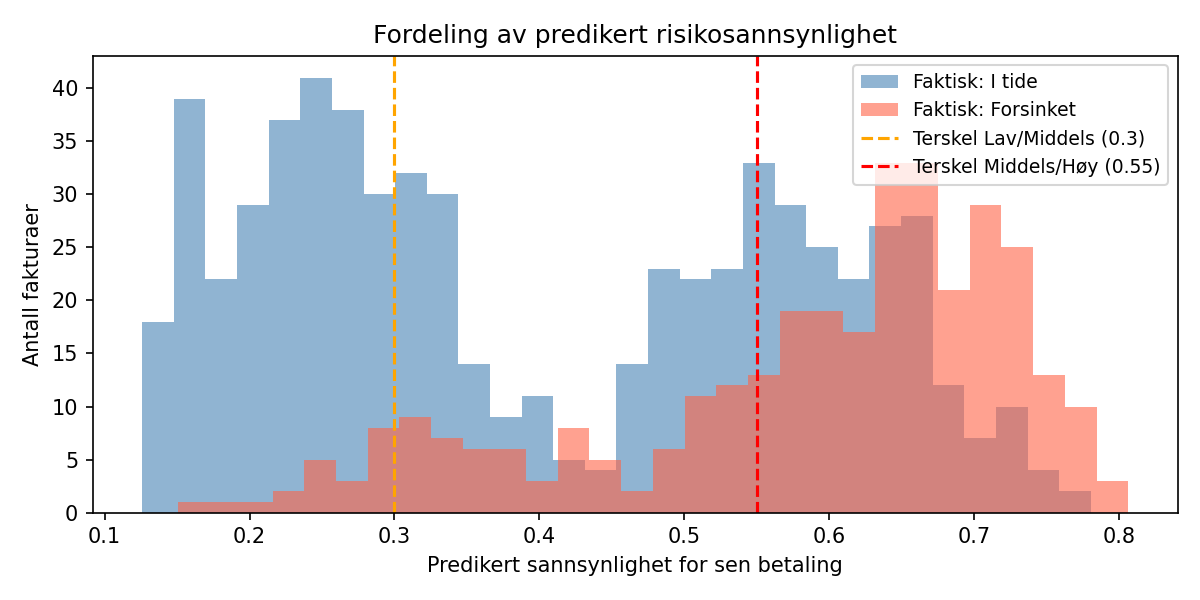 Fordeling av predikert risikosannsynlighet
Faktisk: I tide
Faktisk: Forsinket
Terskel Lav/Middels (0.3)
Terskel Middels/Høy (0.55)
Antall fakturaer
40
35
30
25
20
15
10
5
0
0.1 0.2 0.3 0.4 0.5 0.6 0.7 0.8
Predikert sannsynlighet for sen betaling